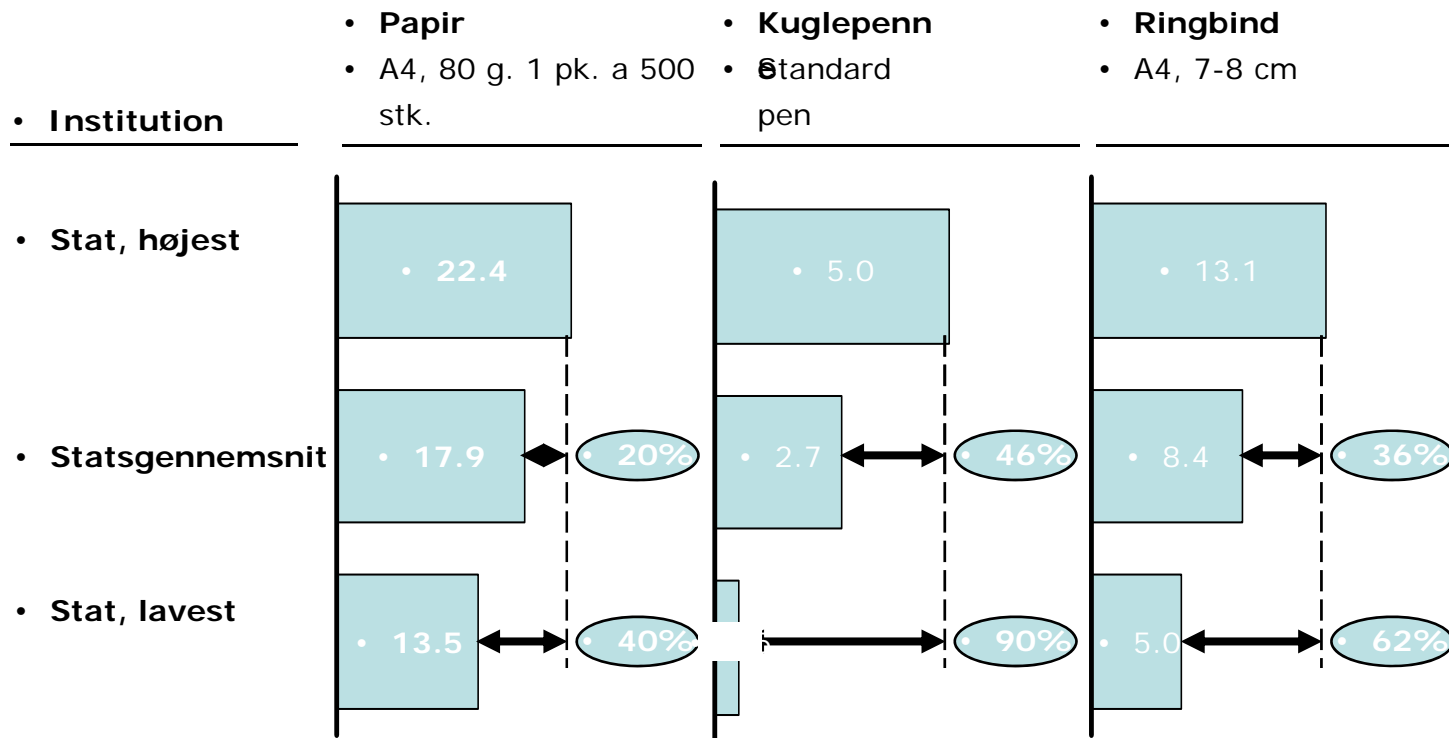 • Papir
• A4, 80 g. 1 pk. a 500
stk.
• Kuglepenn
• Standard
pen
• Ringbind
• A4, 7-8 cm
• Institution
• Stat, højest
• 22.4
• 5.0
• 13.1
• Statsgennemsnit
• 17.9
• 20%
• 2.7
• 46%
• 8.4
• 36%
• Stat, lavest
• 13.5
• 40%
• 90%
• 5.0
• 62%